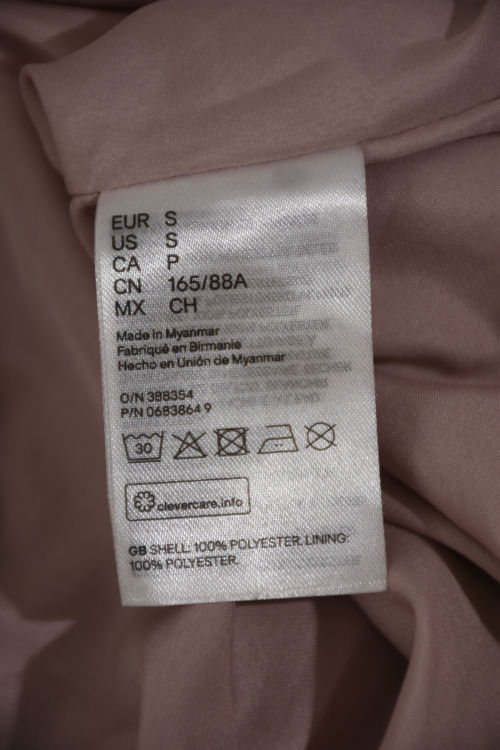 EUR S
US S
CA P
CN 165/88A
MX CH
Made in Myanmar
Fabriqué en Birmanie
Hecho en Unión de Myanmar
O/N 388354
P/N 0683864 9
30
clevercare.info
GB SHELL: 100% POLYESTER. LINING:
100% POLYESTER.